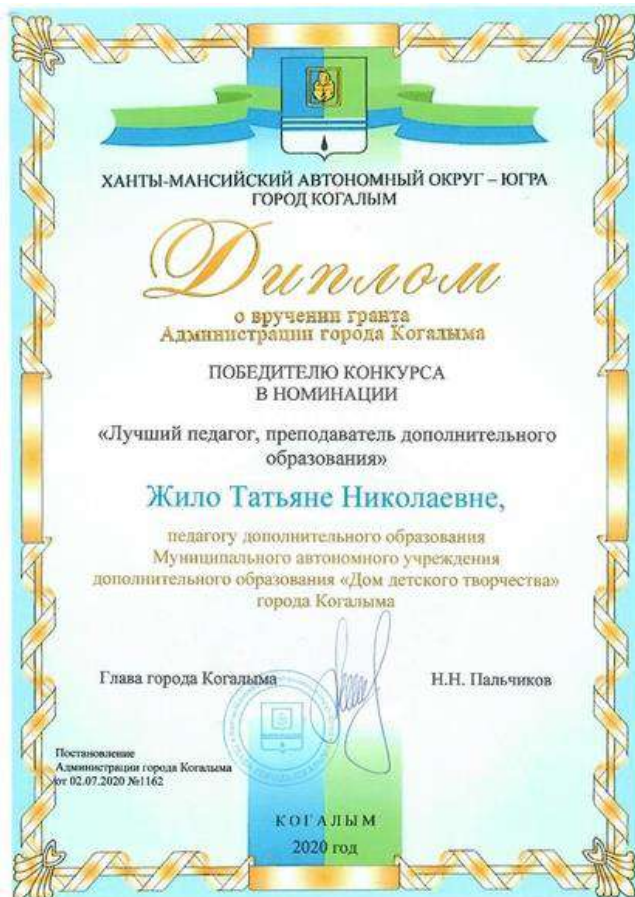 ХАНТЫ-МАНСИЙСКИЙ АВТОНОМНЫЙ ОКРУГ – ЮГРА
ГОРОД КОГАЛЫМ
Диплом
о вручении гранта
Администрации города Когалыма
ПОБЕДИТЕЛЮ КОНКУРСА
В НОМИНАЦИИ
«Лучший педагог, преподаватель дополнительного
образования»
Жило Татьяне Николаевне,
педагогу дополнительного образования
Муниципального автономного учреждения
дополнительного образования «Дом детского творчества»
города Когалыма
Глава города Когалыма Н.Н. Пальчиков
Постановление
Администрации города Когалыма
от 02.07.2020 №1162
КОГАЛЫМ
2020 год